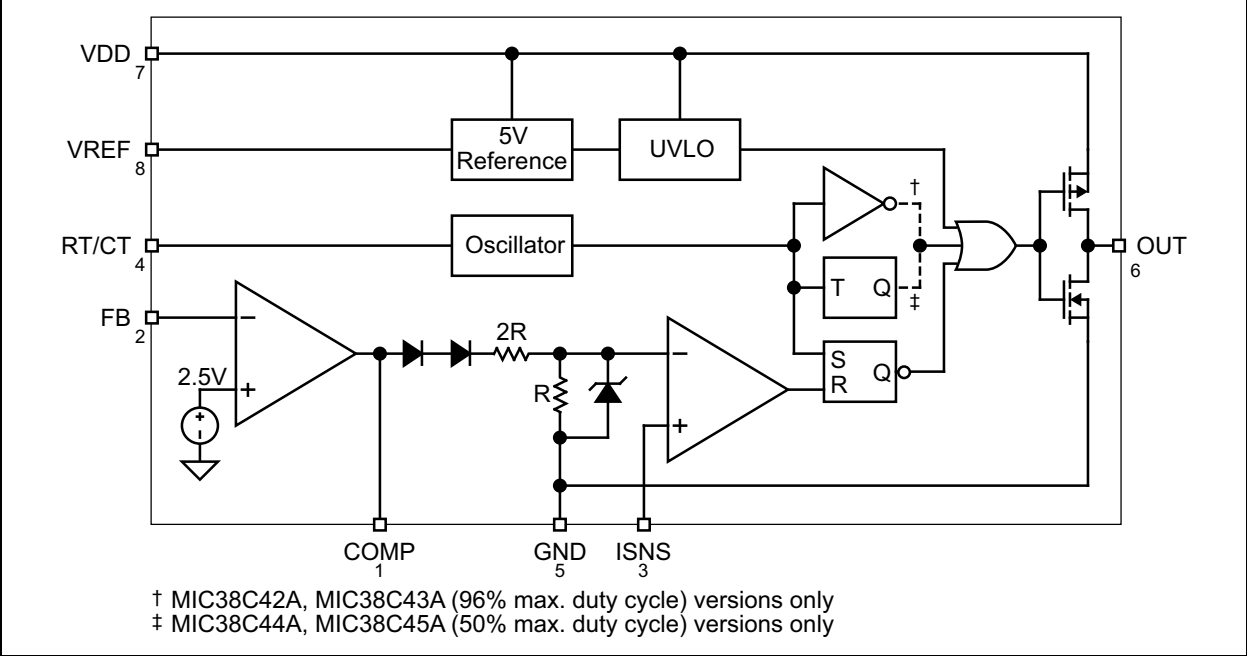 VDD
7
5V
Reference
UVLO
VREF
8
†
RT/CT
4
Oscillator
OUT
6
T Q
‡
FB
2
−
2R
−
S
R
Q
2.5V
+
R
+
+
-
COMP
1
GND
5
ISNS
3
† MIC38C42A, MIC38C43A (96% max. duty cycle) versions only
‡ MIC38C44A, MIC38C45A (50% max. duty cycle) versions only